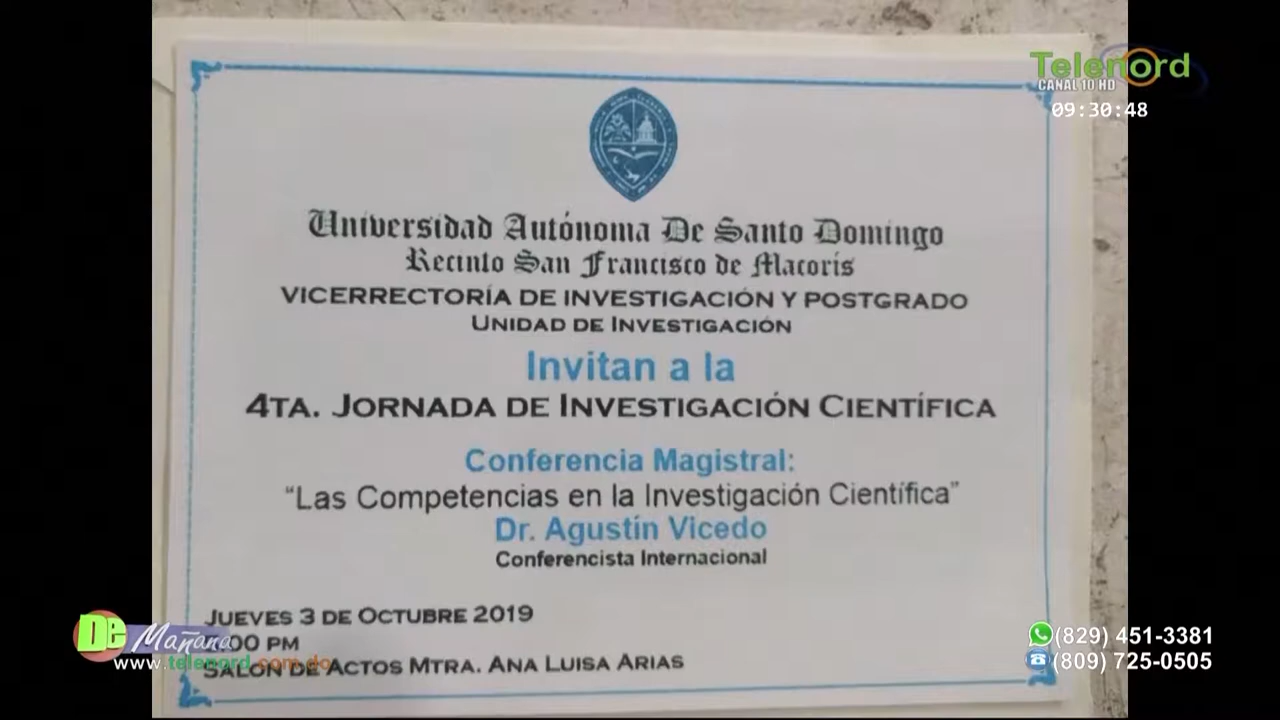 Telenord
CANAL 10 HD
09:30:48
Universidad Autónoma De Santo Domingo
Recinto San Francisco de Macorís
VICERRECTORÍA DE INVESTIGACIÓN Y POSTGRADO
UNIDAD DE INVESTIGACIÓN
Invitan a la
4TA. JORNADA DE INVESTIGACIÓN CIENTÍFICA
Conferencia Magistral:
“Las Competencias en la Investigación Científica”
Dr. Agustín Vicedo
Conferencista Internacional
JUEVES 3 DE OCTUBRE 2019
:00 PM
SALÓN DE ACTOS MTRA. ANA LUISA ARIAS
De Mañana
www.telenord.com.do
(829) 451-3381
(809) 725-0505